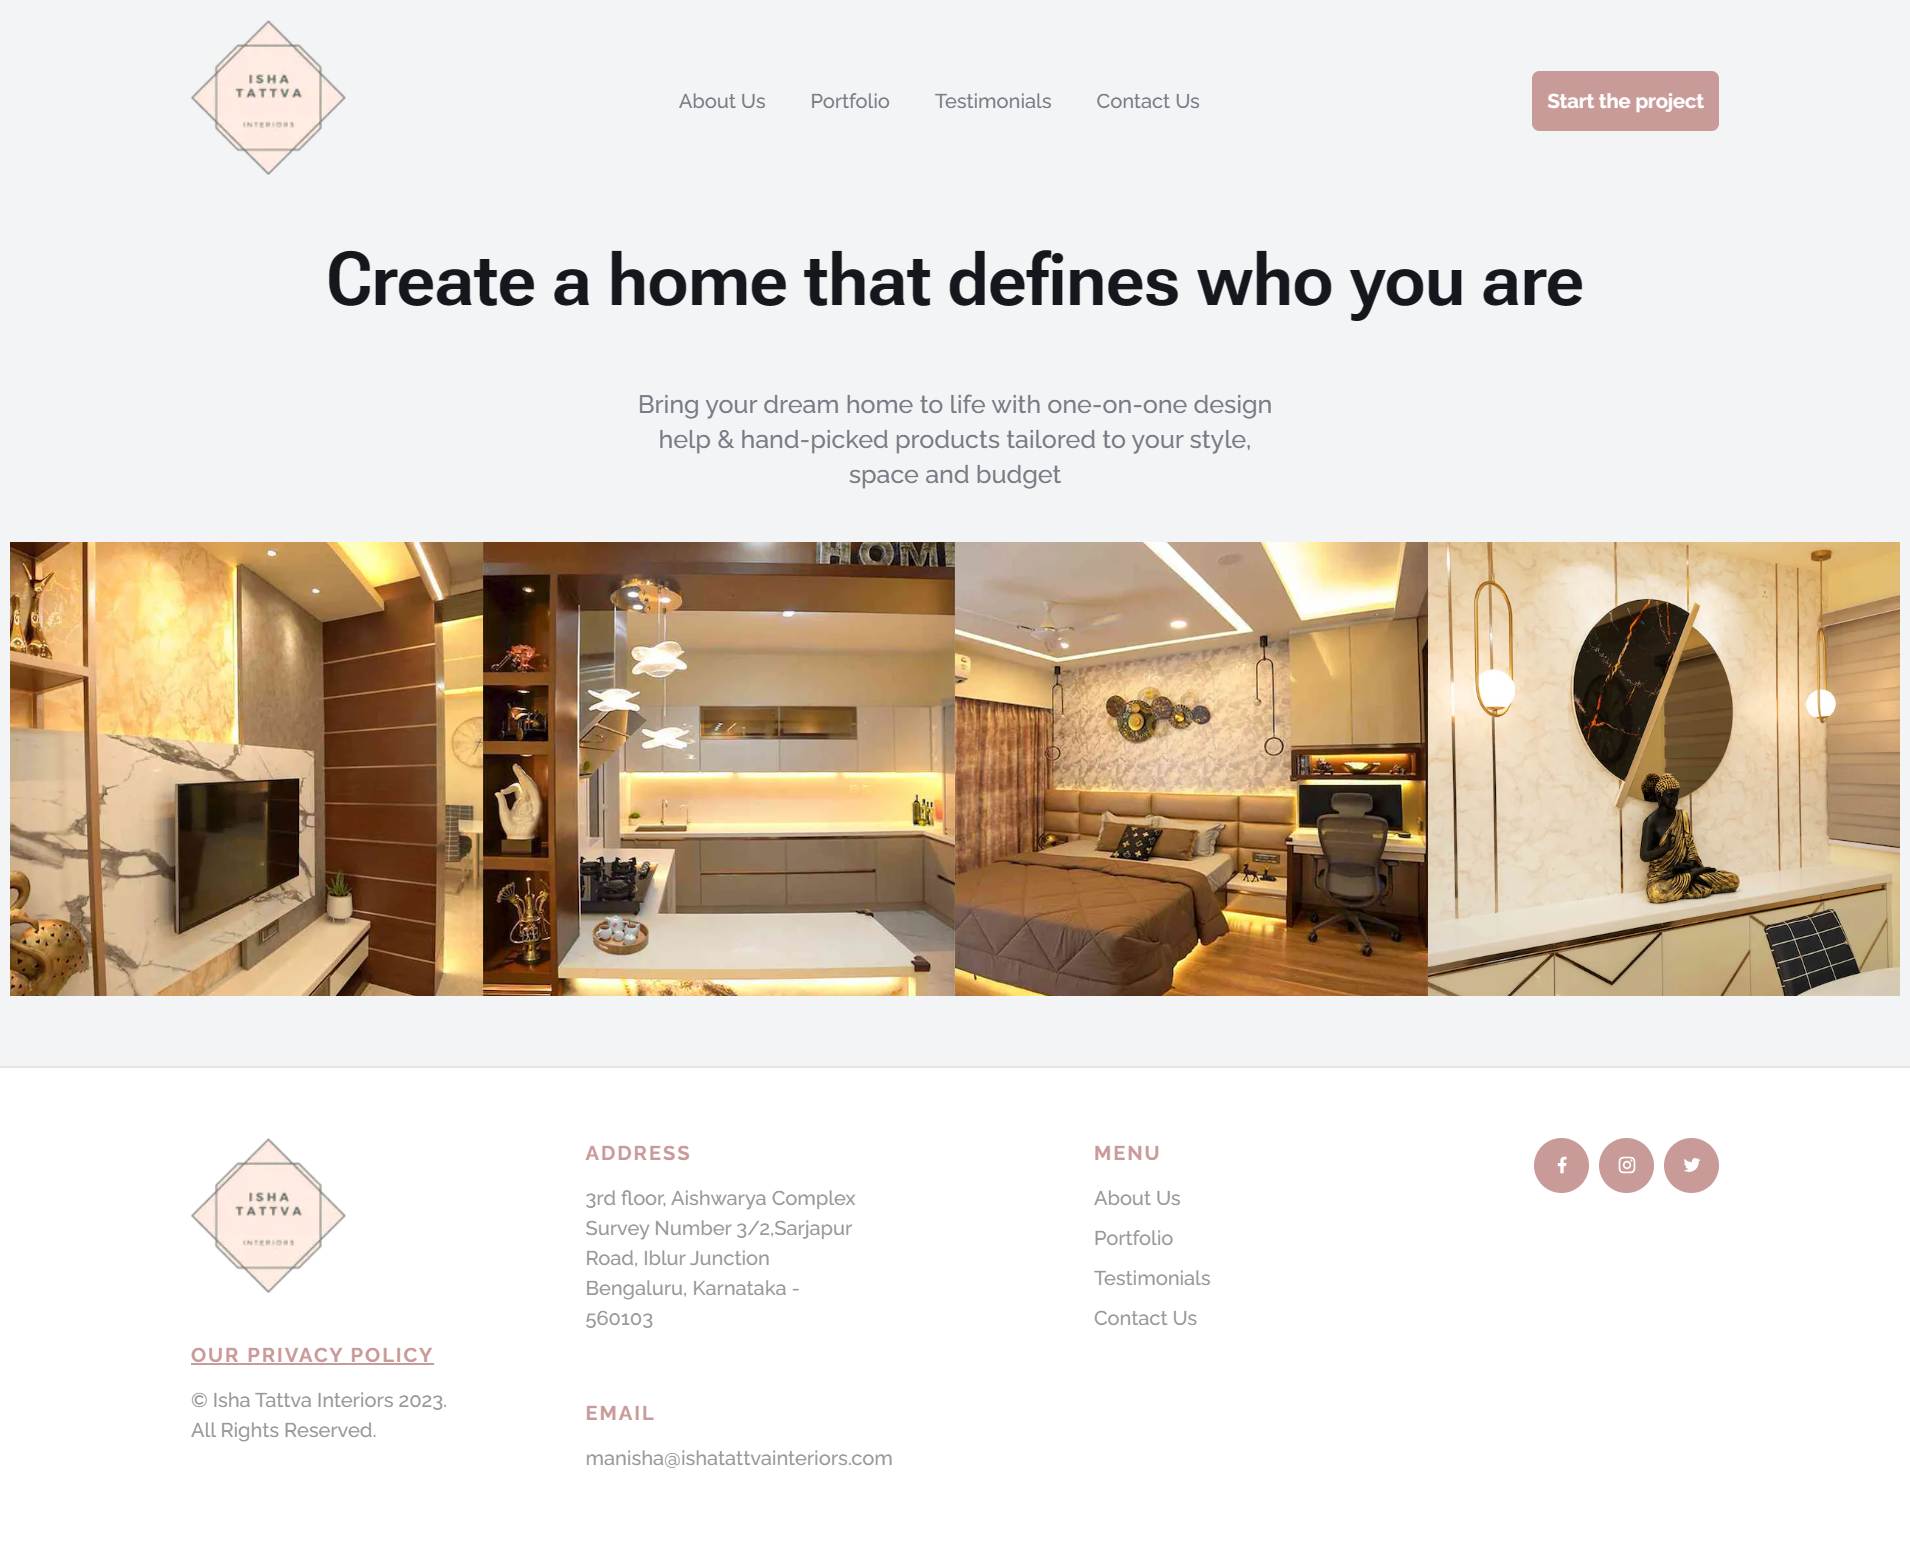 ISHA
TATTVA
INTERIORS
About Us
Portfolio
Testimonials
Contact Us
Start the project
Create a home that defines who you are
Bring your dream home to life with one-on-one design
help & hand-picked products tailored to your style,
space and budget
HOM
ISHA
TATTVA
INTERIORS
OUR PRIVACY POLICY
© Isha Tattva Interiors 2023.
All Rights Reserved.
ADDRESS
3rd floor, Aishwarya Complex
Survey Number 3/2,Sarjapur
Road, Iblur Junction
Bengaluru, Karnataka -
560103
EMAIL
manisha@ishatattvainteriors.com
MENU
About Us
Portfolio
Testimonials
Contact Us